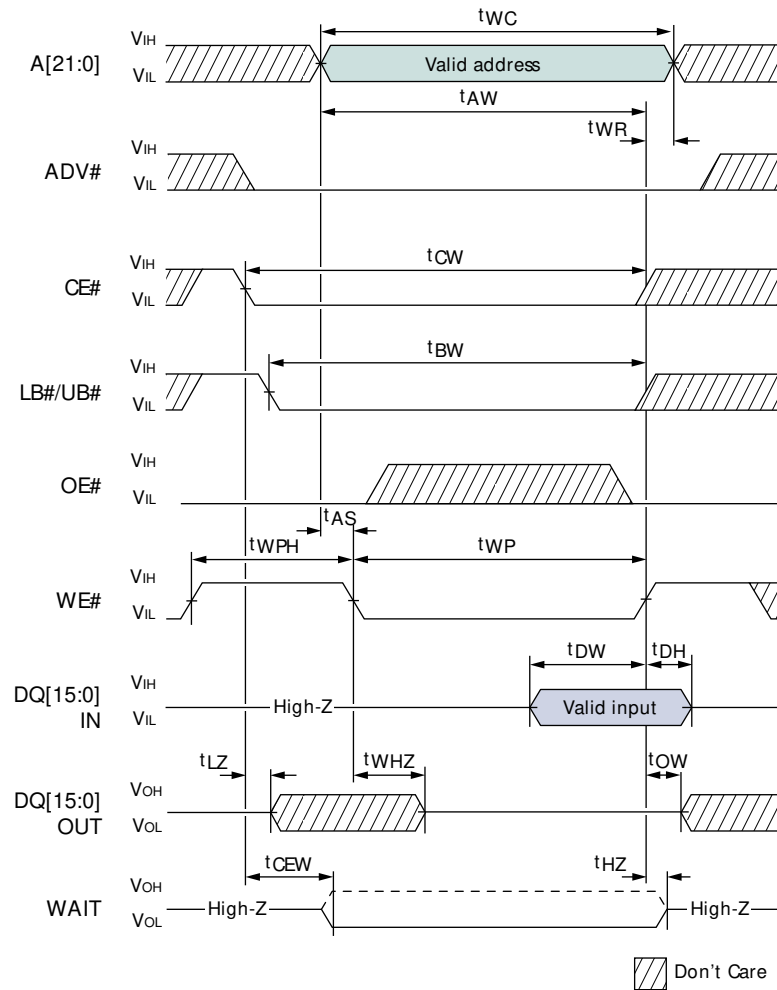 tWC
A[21:0]
VIH
VIL
Valid address
tAW
tWR
ADV#
VIH
VIL
CE#
VIH
VIL
tCW
LB#/UB#
VIH
VIL
tBW
OE#
VIH
VIL
tAS
tWPH
tWP
WE#
VIH
VIL
tDW
tDH
DQ[15:0]
IN
VIH
VIL
High-Z
Valid input
tLZ
tWHZ
tOW
DQ[15:0]
OUT
VOH
VOL
tCEW
tHZ
WAIT
VOH
VOL
High-Z
High-Z
Don't Care